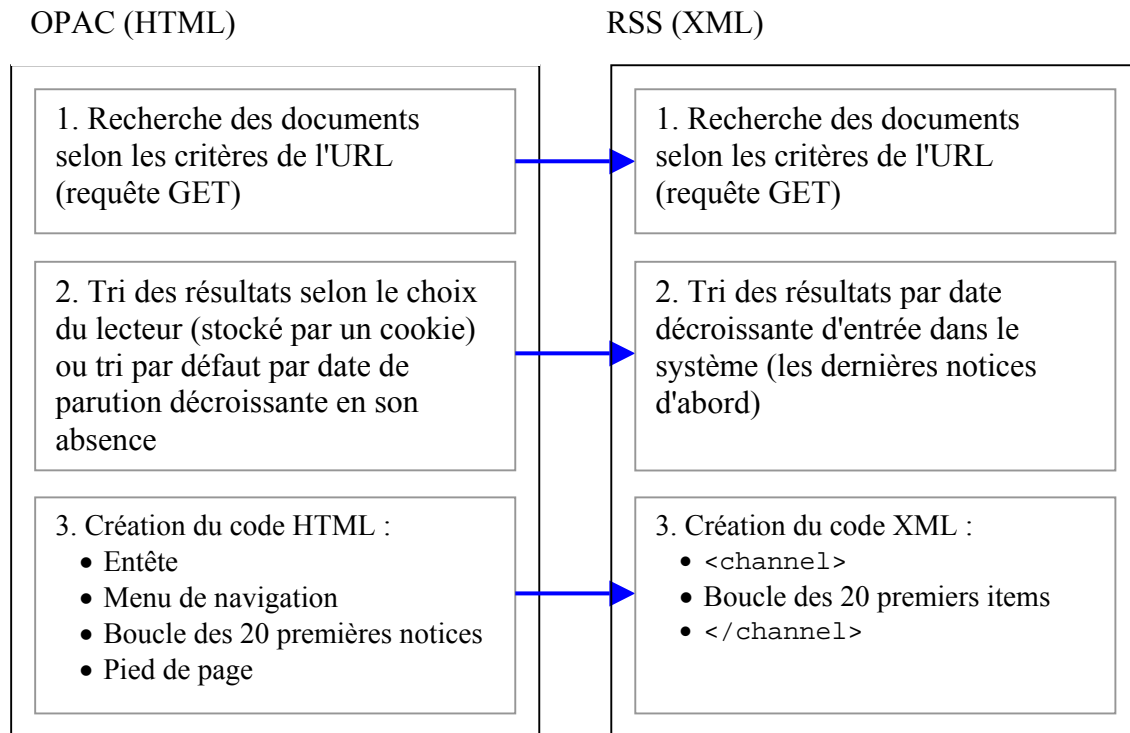 OPAC (HTML)
1. Recherche des documents
selon les critères de l'URL
(requête GET)
2. Tri des résultats selon le choix
du lecteur (stocké par un cookie)
ou tri par défaut par date de
parution décroissante en son
absence
3. Création du code HTML :
• Entête
• Menu de navigation
• Boucle des 20 premières notices
• Pied de page
RSS (XML)
1. Recherche des documents
selon les critères de l'URL
(requête GET)
2. Tri des résultats par date
décroissante d'entrée dans le
système (les dernières notices
d'abord)
3. Création du code XML :
• <channel>
• Boucle des 20 premiers items
• </channel>